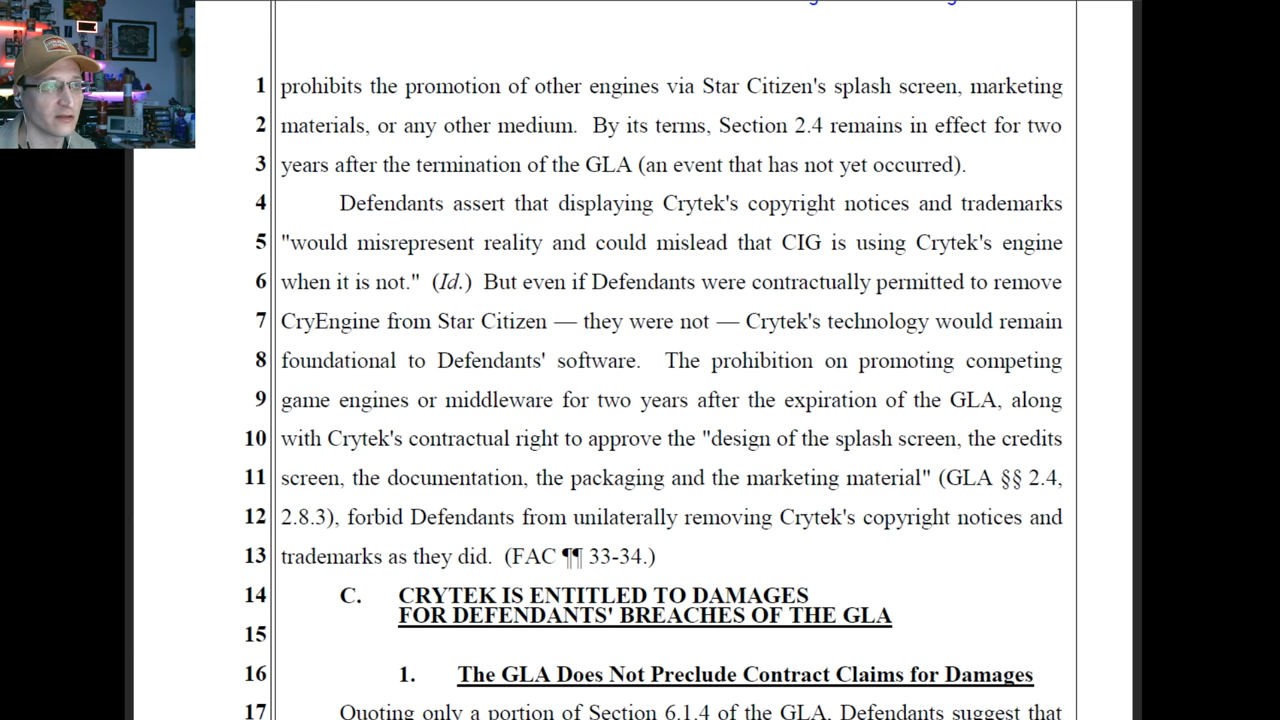 1 prohibits the promotion of other engines via Star Citizen's splash screen, marketing
2 materials, or any other medium. By its terms, Section 2.4 remains in effect for two
3 years after the termination of the GLA (an event that has not yet occurred).
4 Defendants assert that displaying Crytek's copyright notices and trademarks
5 "would misrepresent reality and could mislead that CIG is using Crytek's engine
6 when it is not." (Id.) But even if Defendants were contractually permitted to remove
7 CryEngine from Star Citizen — they were not — Crytek's technology would remain
8 foundational to Defendants' software. The prohibition on promoting competing
9 game engines or middleware for two years after the expiration of the GLA, along
10 with Crytek's contractual right to approve the "design of the splash screen, the credits
11 screen, the documentation, the packaging and the marketing material" (GLA §§ 2.4,
12 2.8.3), forbid Defendants from unilaterally removing Crytek's copyright notices and
13 trademarks as they did. (FAC ¶¶ 33-34.)
14 C. CRYTEK IS ENTITLED TO DAMAGES
FOR DEFENDANTS' BREACHES OF THE GLA
15
16 1. The GLA Does Not Preclude Contract Claims for Damages
17 Quoting only a portion of Section 6.1.4 of the GLA, Defendants suggest that